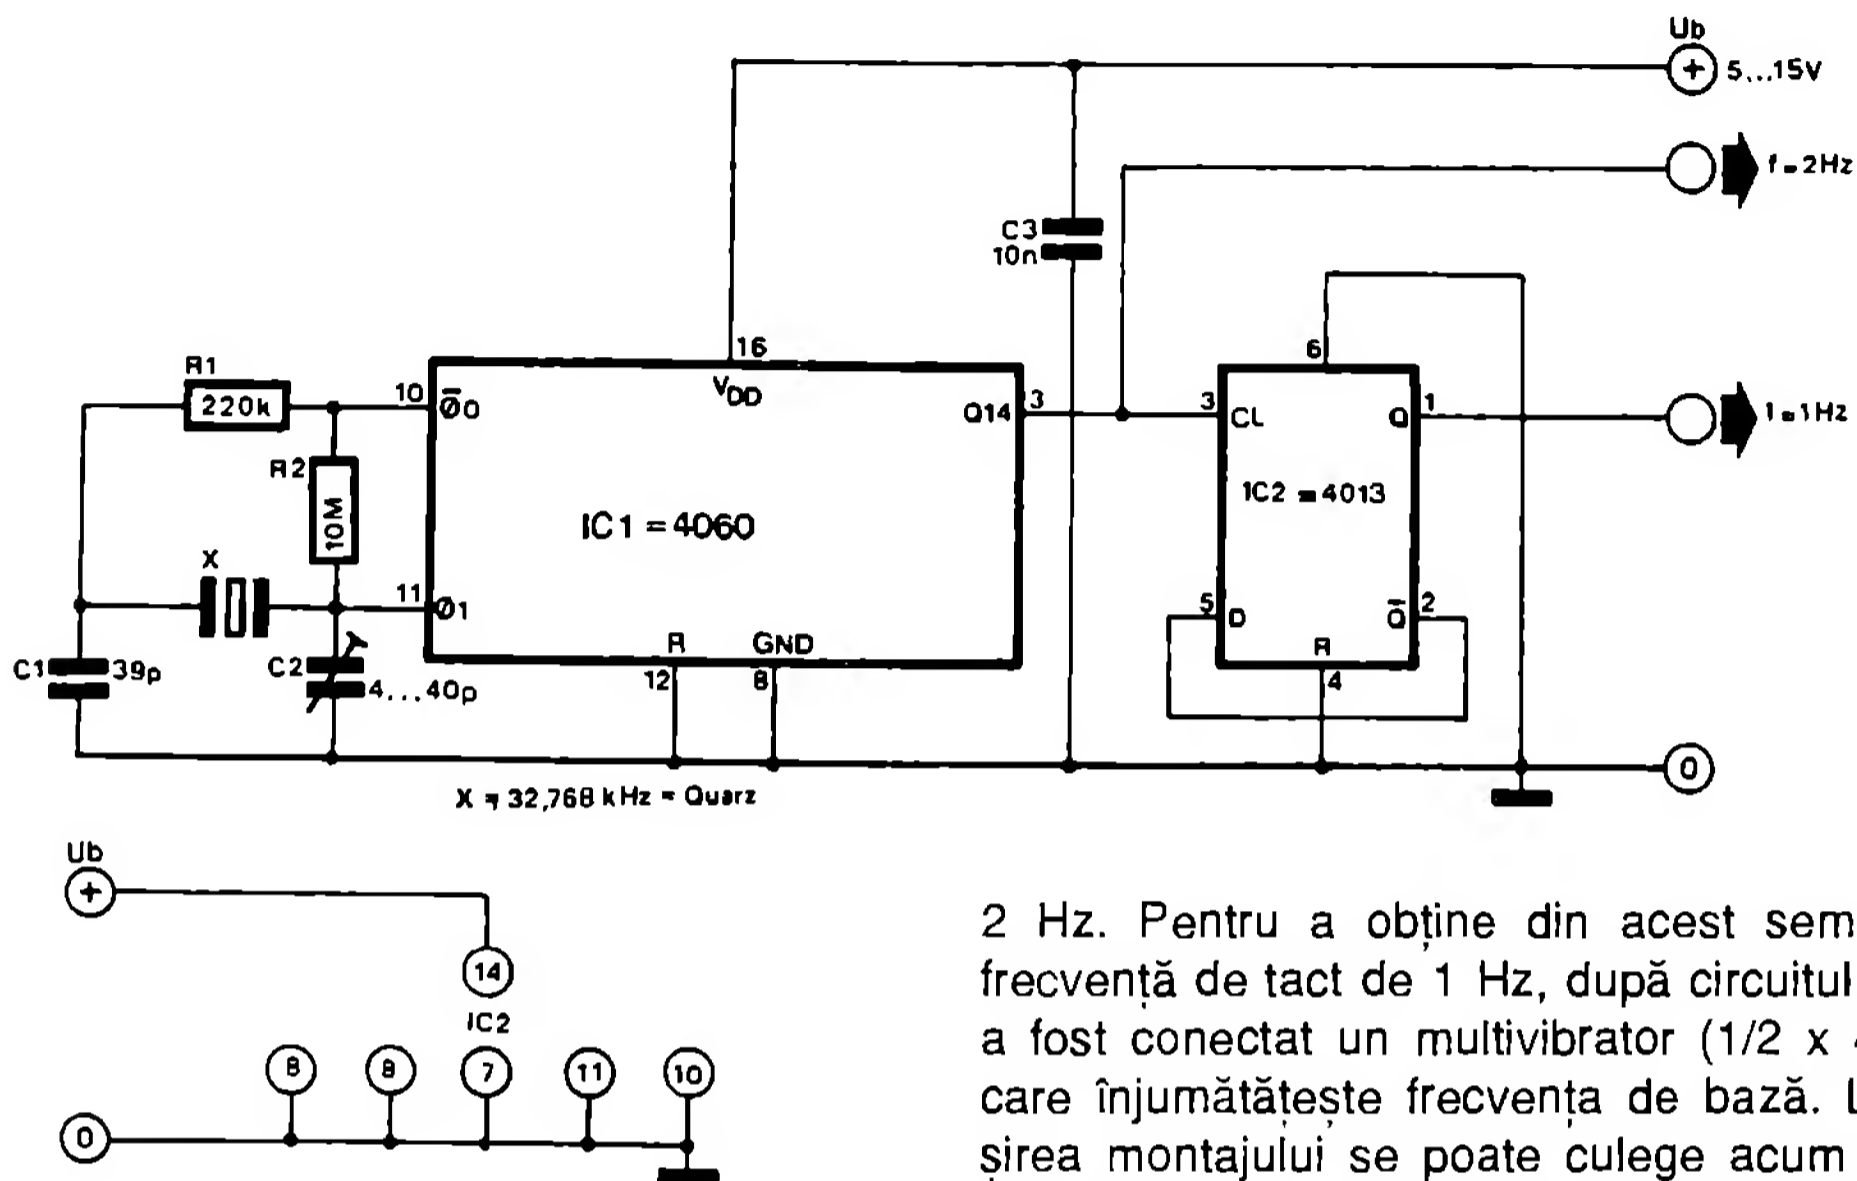 Ub
5...15V
f=2Hz
C3
10n
16
6
R1
220k
10
Ø̅0
VDD
Q14
3
3
CL
Q
1
f=1Hz
R2
10M
IC1=4060
IC2=4013
X
11
Ø1
5
D
Q̅
2
R
GND
R
C1
39p
C2
4...40p
12
8
4
0
X = 32,768 kHz = Quarz
Ub
14
IC2
8
9
7
11
10
0
2 Hz. Pentru a obține din acest sem
frecvență de tact de 1 Hz, după circuitul
a fost conectat un multivibrator (1/2 x
care înjumătățește frecvența de bază.
șirea montajului se poate culege acum